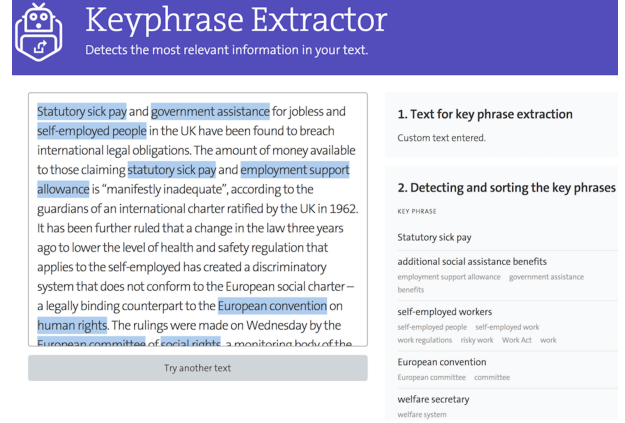 Keyphrase Extractor
Detects the most relevant information in your text.
Statutory sick pay and government assistance for jobless and
self-employed people in the UK have been found to breach
international legal obligations. The amount of money available
to those claiming statutory sick pay and employment support
allowance is “manifestly inadequate”, according to the
guardians of an international charter ratified by the UK in 1962.
It has been further ruled that a change in the law three years
ago to lower the level of health and safety regulation that
applies to the self-employed has created a discriminatory
system that does not conform to the European social charter –
a legally binding counterpart to the European convention on
human rights. The rulings were made on Wednesday by the
European committee of social rights, a monitoring body of the
Try another text
1. Text for key phrase extraction
Custom text entered.
2. Detecting and sorting the key phrases
KEY PHRASE
Statutory sick pay
additional social assistance benefits
employment support allowance government assistance
benefits
self-employed workers
self-employed people self-employed work
work regulations risky work Work Act work
European convention
European committee committee
welfare secretary
welfare system